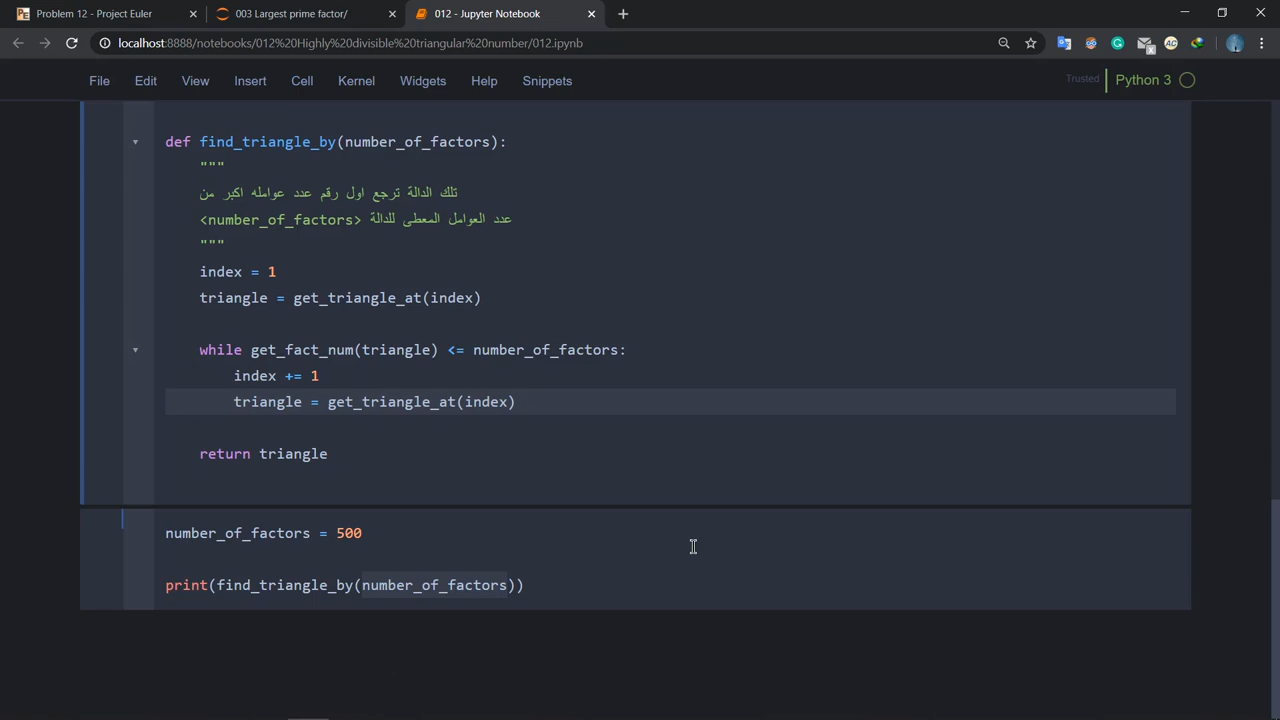 Problem 12 - Project Euler
003 Largest prime factor/
012 - Jupyter Notebook
localhost:8888/notebooks/012%20Highly%20divisible%20triangular%20number/012.ipynb
File Edit View Insert Cell Kernel Widgets Help Snippets
Trusted
Python 3
def find_triangle_by(number_of_factors):
"""
تلك الدالة ترجع اول رقم عدد عوامله اكبر من
عدد العوامل المعطى للدالة <number_of_factors>
"""
index = 1
triangle = get_triangle_at(index)
while get_fact_num(triangle) <= number_of_factors:
index += 1
triangle = get_triangle_at(index)
return triangle
number_of_factors = 500
print(find_triangle_by(number_of_factors))